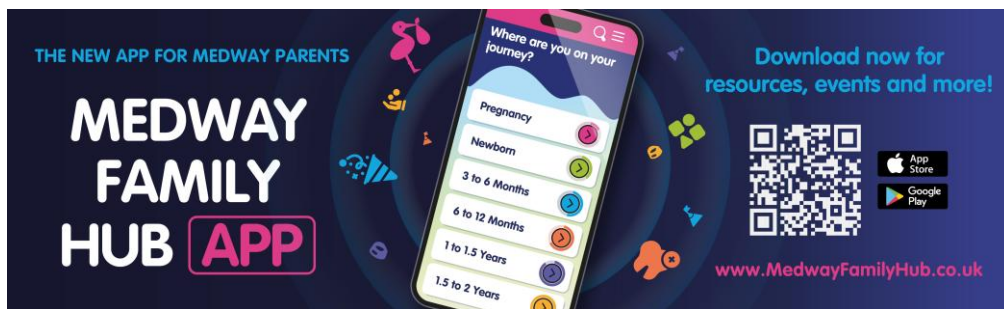 THE NEW APP FOR MEDWAY PARENTS
MEDWAY
FAMILY
HUB APP
Where are you on your
journey?
Pregnancy
Newborn
3 to 6 Months
6 to 12 Months
1 to 1.5 Years
1.5 to 2 Years
Download now for
resources, events and more!
App
Store
Google
Play
www.MedwayFamilyHub.co.uk